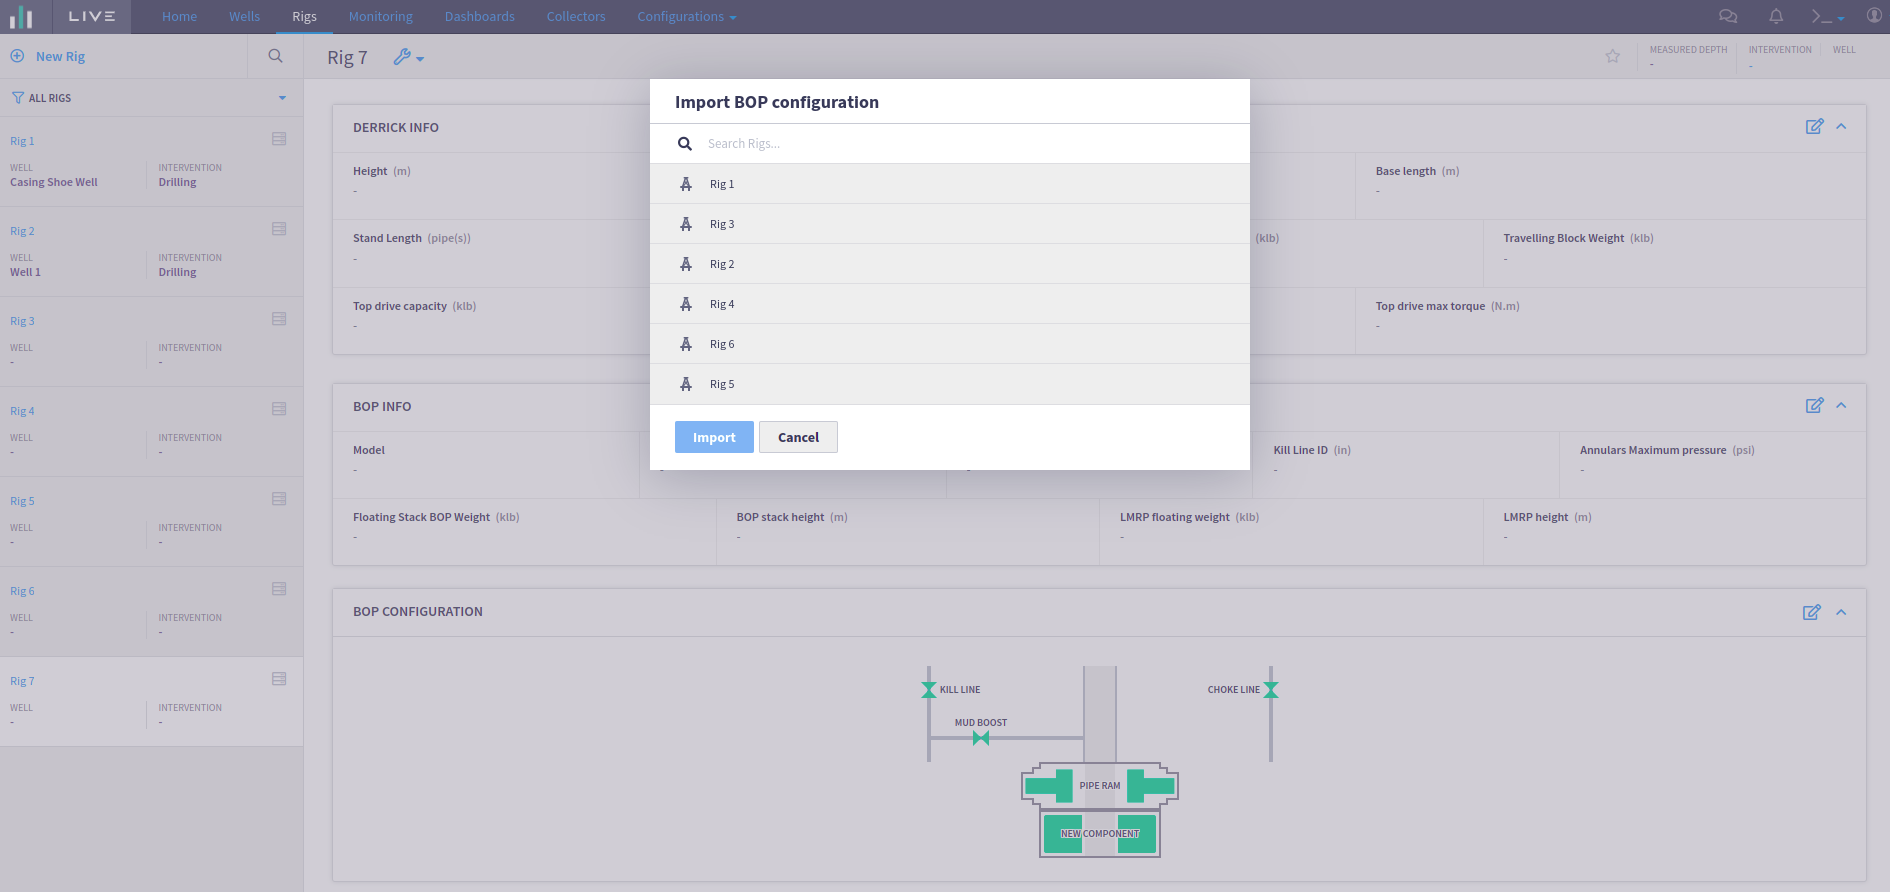 LIVE
Home Wells Rigs Monitoring Dashboards Collectors Configurations
New Rig
Rig 7
MEASURED DEPTH
-
INTERVENTION
-
WELL
ALL RIGS
Rig 1
WELL INTERVENTION
Casing Shoe Well Drilling
Rig 2
WELL INTERVENTION
Well 1 Drilling
Rig 3
WELL INTERVENTION
- -
Rig 4
WELL INTERVENTION
- -
Rig 5
WELL INTERVENTION
- -
Rig 6
WELL INTERVENTION
- -
Rig 7
WELL INTERVENTION
- -
Import BOP configuration
Search Rigs...
Rig 1
Rig 3
Rig 2
Rig 4
Rig 6
Rig 5
Import Cancel
DERRICK INFO
Height (m) Base length (m)
- -
Stand Length (pipe(s)) (klb) Travelling Block Weight (klb)
- -
Top drive capacity (klb) Top drive max torque (N.m)
- -
BOP INFO
Model Kill Line ID (in) Annulars Maximum pressure (psi)
- - - - -
Floating Stack BOP Weight (klb) BOP stack height (m) LMRP floating weight (klb) LMRP height (m)
- - - -
BOP CONFIGURATION
KILL LINE CHOKE LINE
MUD BOOST
PIPE RAM
NEW COMPONENT